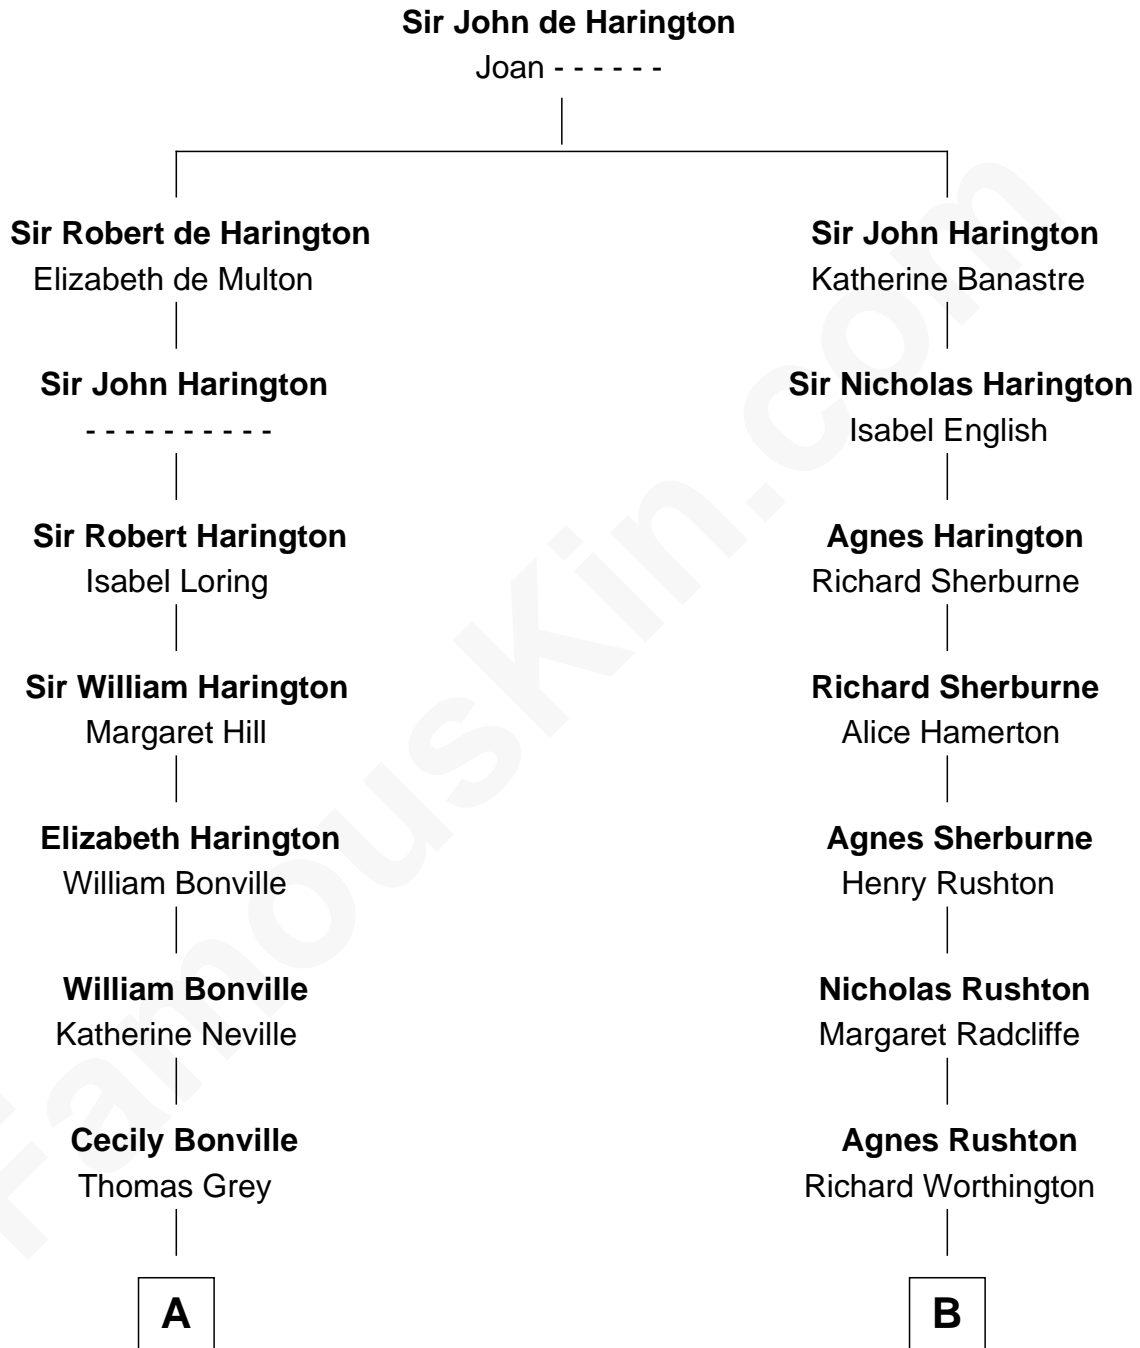 Sir John de Harington
Joan - - - - - -
Sir Robert de Harington
Elizabeth de Multon
Sir John Harington
- - - - - - - - - -
Sir Robert Harington
Isabel Loring
Sir William Harington
Margaret Hill
Elizabeth Harington
William Bonville
William Bonville
Katherine Neville
Cecily Bonville
Thomas Grey
A
Sir John Harington
Katherine Banastre
Sir Nicholas Harington
Isabel English
Agnes Harington
Richard Sherburne
Richard Sherburne
Alice Hamerton
Agnes Sherburne
Henry Rushton
Nicholas Rushton
Margaret Radcliffe
Agnes Rushton
Richard Worthington
B
FamousKin.com